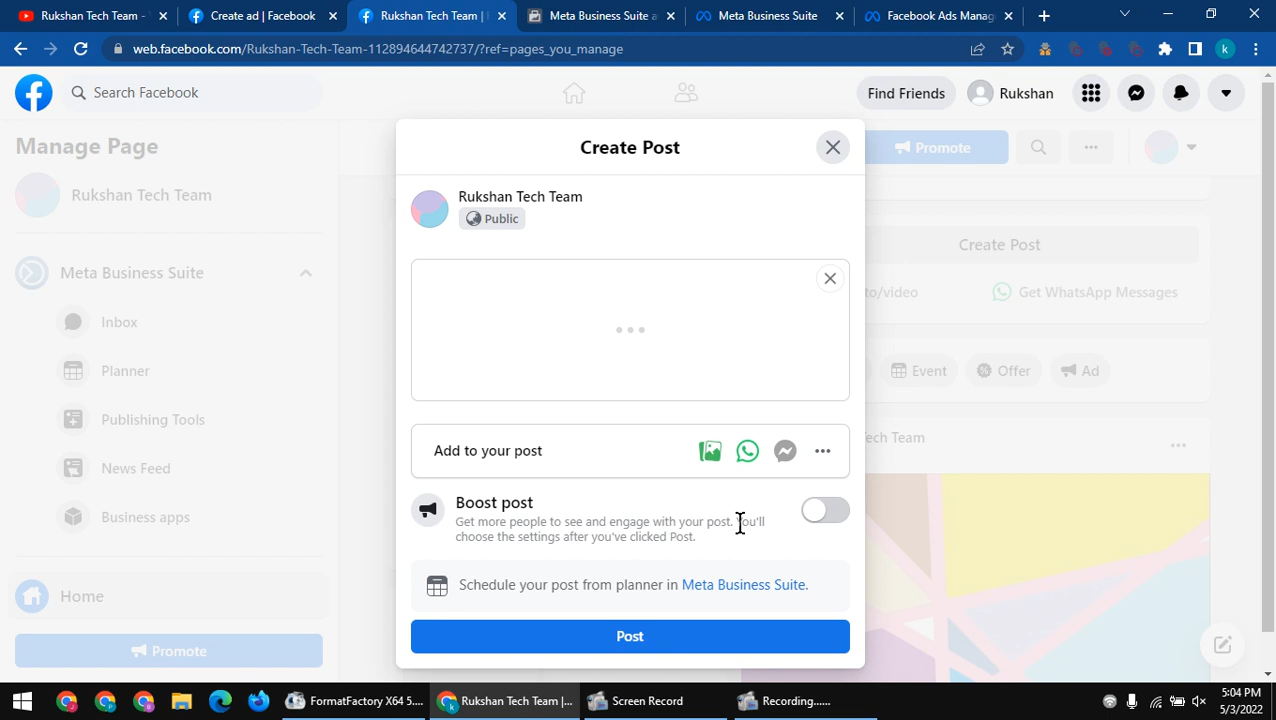 Rukshan Tech Team -
Create ad | Facebook
Rukshan Tech Team |
Meta Business Suite a
Meta Business Suite
Facebook Ads Manag
web.facebook.com/Rukshan-Tech-Team-112894644742737/?ref=pages_you_manage
k
Search Facebook
Find Friends
Rukshan
Manage Page
Rukshan Tech Team
Meta Business Suite
Inbox
Planner
Publishing Tools
News Feed
Business apps
Home
Promote
Create Post
Rukshan Tech Team
Public
Add to your post
Boost post
Get more people to see and engage with your post. You'll
choose the settings after you've clicked Post.
Schedule your post from planner in Meta Business Suite.
Post
Promote
Create Post
to/video
Get WhatsApp Messages
Event
Offer
Ad
ech Team
FormatFactory X64 5....
Rukshan Tech Team |...
Screen Record
Recording......
5:04 PM
5/3/2022